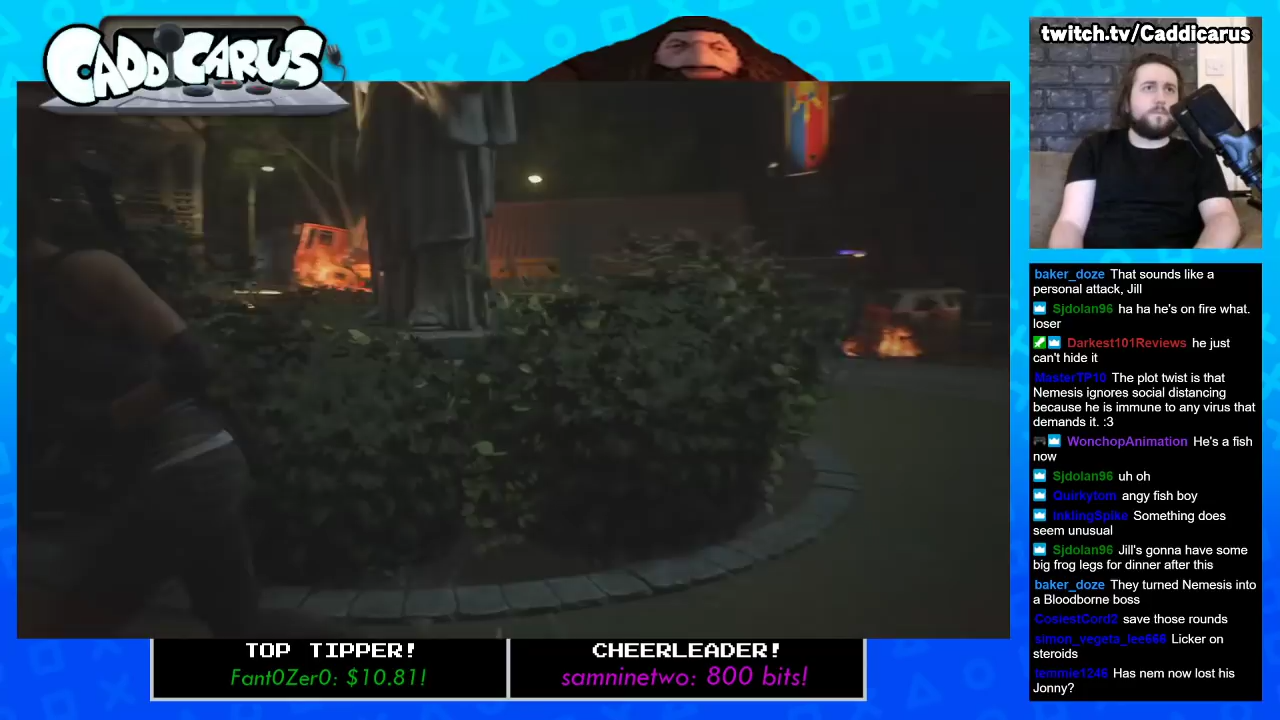 CADDICARUS
twitch.tv/Caddicarus
baker_doze That sounds like a
personal attack, Jill
Sjdolan96 ha ha he's on fire what.
loser
Darkest101Reviews he just
can't hide it
MasterTP10 The plot twist is that
Nemesis ignores social distancing
because he is immune to any virus that
demands it. :3
WonchopAnimation He's a fish
now
Sjdolan96 uh oh
Quirkytom angy fish boy
InklingSpike Something does
seem unusual
Sjdolan96 Jill's gonna have some
big frog legs for dinner after this
baker_doze They turned Nemesis into
a Bloodborne boss
CosiestCord2 save those rounds
simon_vegeta_lee666 Licker on
steroids
temmie1246 Has nem now lost his
Jonny?
TOP TIPPER!
Fant0Zer0: $10.81!
CHEERLEADER!
samninetwo: 800 bits!